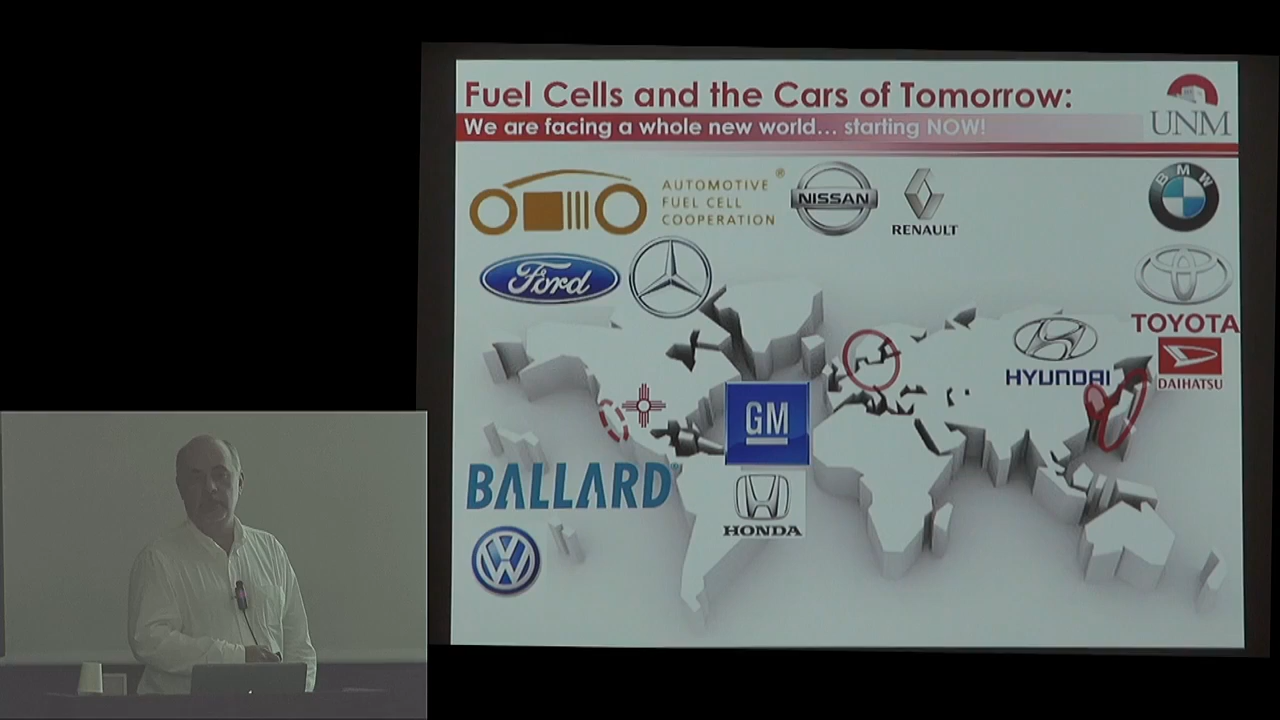 Fuel Cells and the Cars of Tomorrow:
We are facing a whole new world... starting NOW!
UNM
AUTOMOTIVE
FUEL CELL
COOPERATION
®
NISSAN
RENAULT
BMW
Ford
TOYOTA
HYUNDAI
DAIHATSU
GM
BALLARD®
HONDA
VW